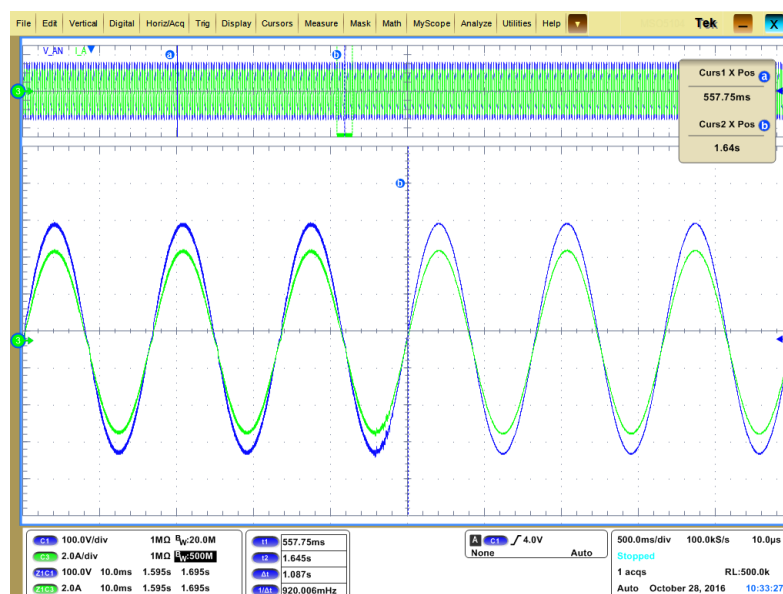 File Edit Vertical Digital Horiz/Acq Trig Display Cursors Measure Mask Math MyScope Analyze Utilities Help Tek X
V_AN I_A
a b
Curs1 X Pos a
557.75ms
Curs2 X Pos b
1.64s
3
b
3
C1 100.0V/div 1MΩ BW:20.0M
C3 2.0A/div 1MΩ BW:500M
Z1C1 100.0V 10.0ms 1.595s 1.695s
Z1C3 2.0A 10.0ms 1.595s 1.695s
t1 557.75ms
t2 1.645s
Δt 1.087s
1/Δt 920.006mHz
A C1 4.0V
None Auto
500.0ms/div 100.0kS/s 10.0µs
Stopped
1 acqs RL:500.0k
Auto October 28, 2016 10:33:27